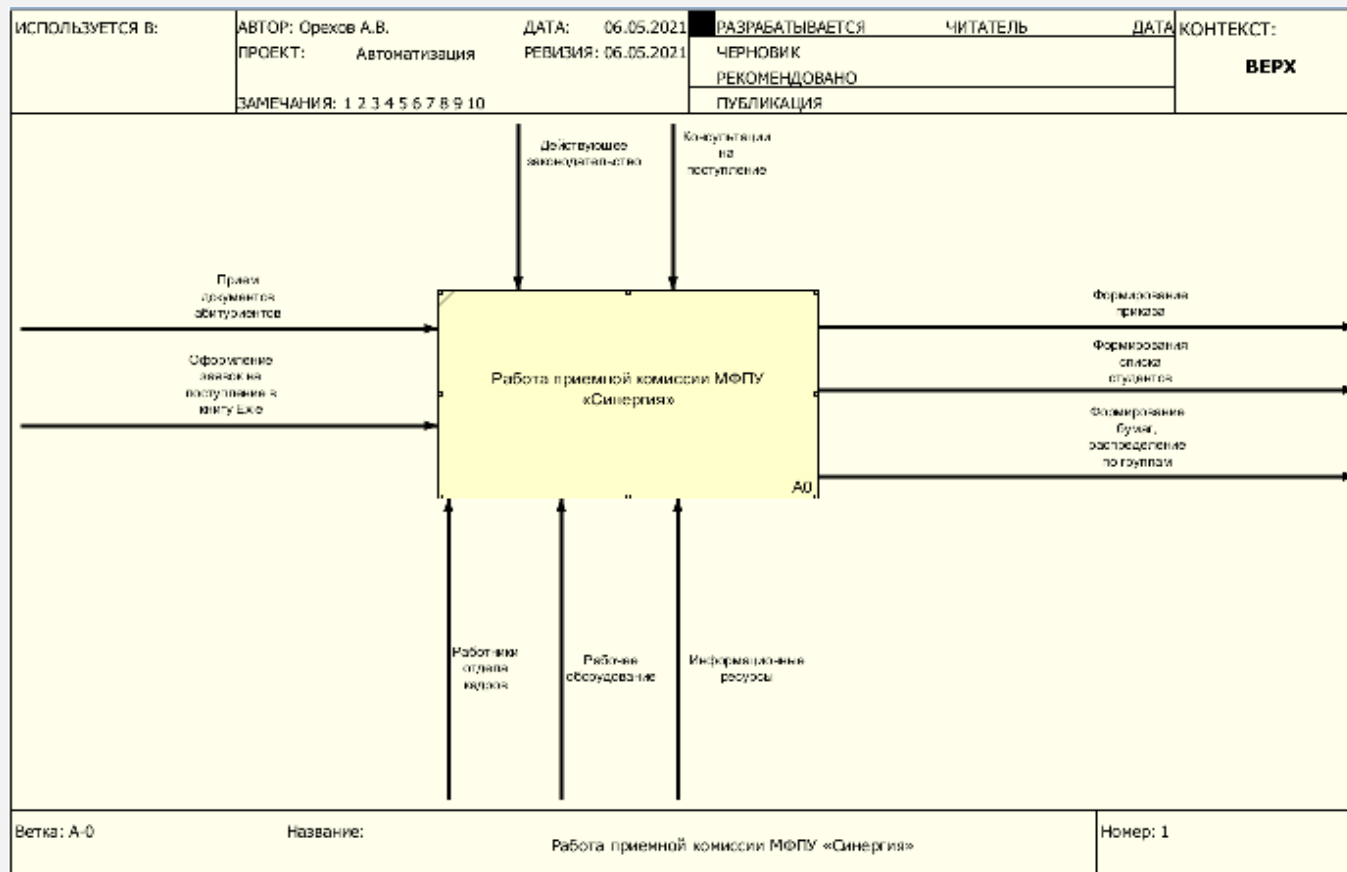 ИСПОЛЬЗУЕТСЯ В:
АВТОР: Орехов А.В.
ДАТА: 06.05.2021
ПРОЕКТ: Автоматизация
РЕВИЗИЯ: 06.05.2021
ЗАМЕЧАНИЯ: 1 2 3 4 5 6 7 8 9 10
РАЗРАБАТЫВАЕТСЯ
ЧИТАТЕЛЬ
ДАТА
ЧЕРНОВИК
РЕКОМЕНДОВАНО
ПУБЛИКАЦИЯ
КОНТЕКСТ:
ВЕРХ
Действующее
законодательство
Консультации
на
поступление
Прием
документов
абитуриентов
Оформление
заявок на
поступление в
книгу Exle
Работа приемной комиссии МФПУ
«Синергия»
A0
Формирование
приказа
Формирования
списка
студентов
Формирование
бумаг,
распределение
по группам
Работники
отдела
кадров
Рабочее
оборудование
Информационные
ресурсы
Ветка: A-0
Название:
Работа приемной комиссии МФПУ «Синергия»
Номер: 1